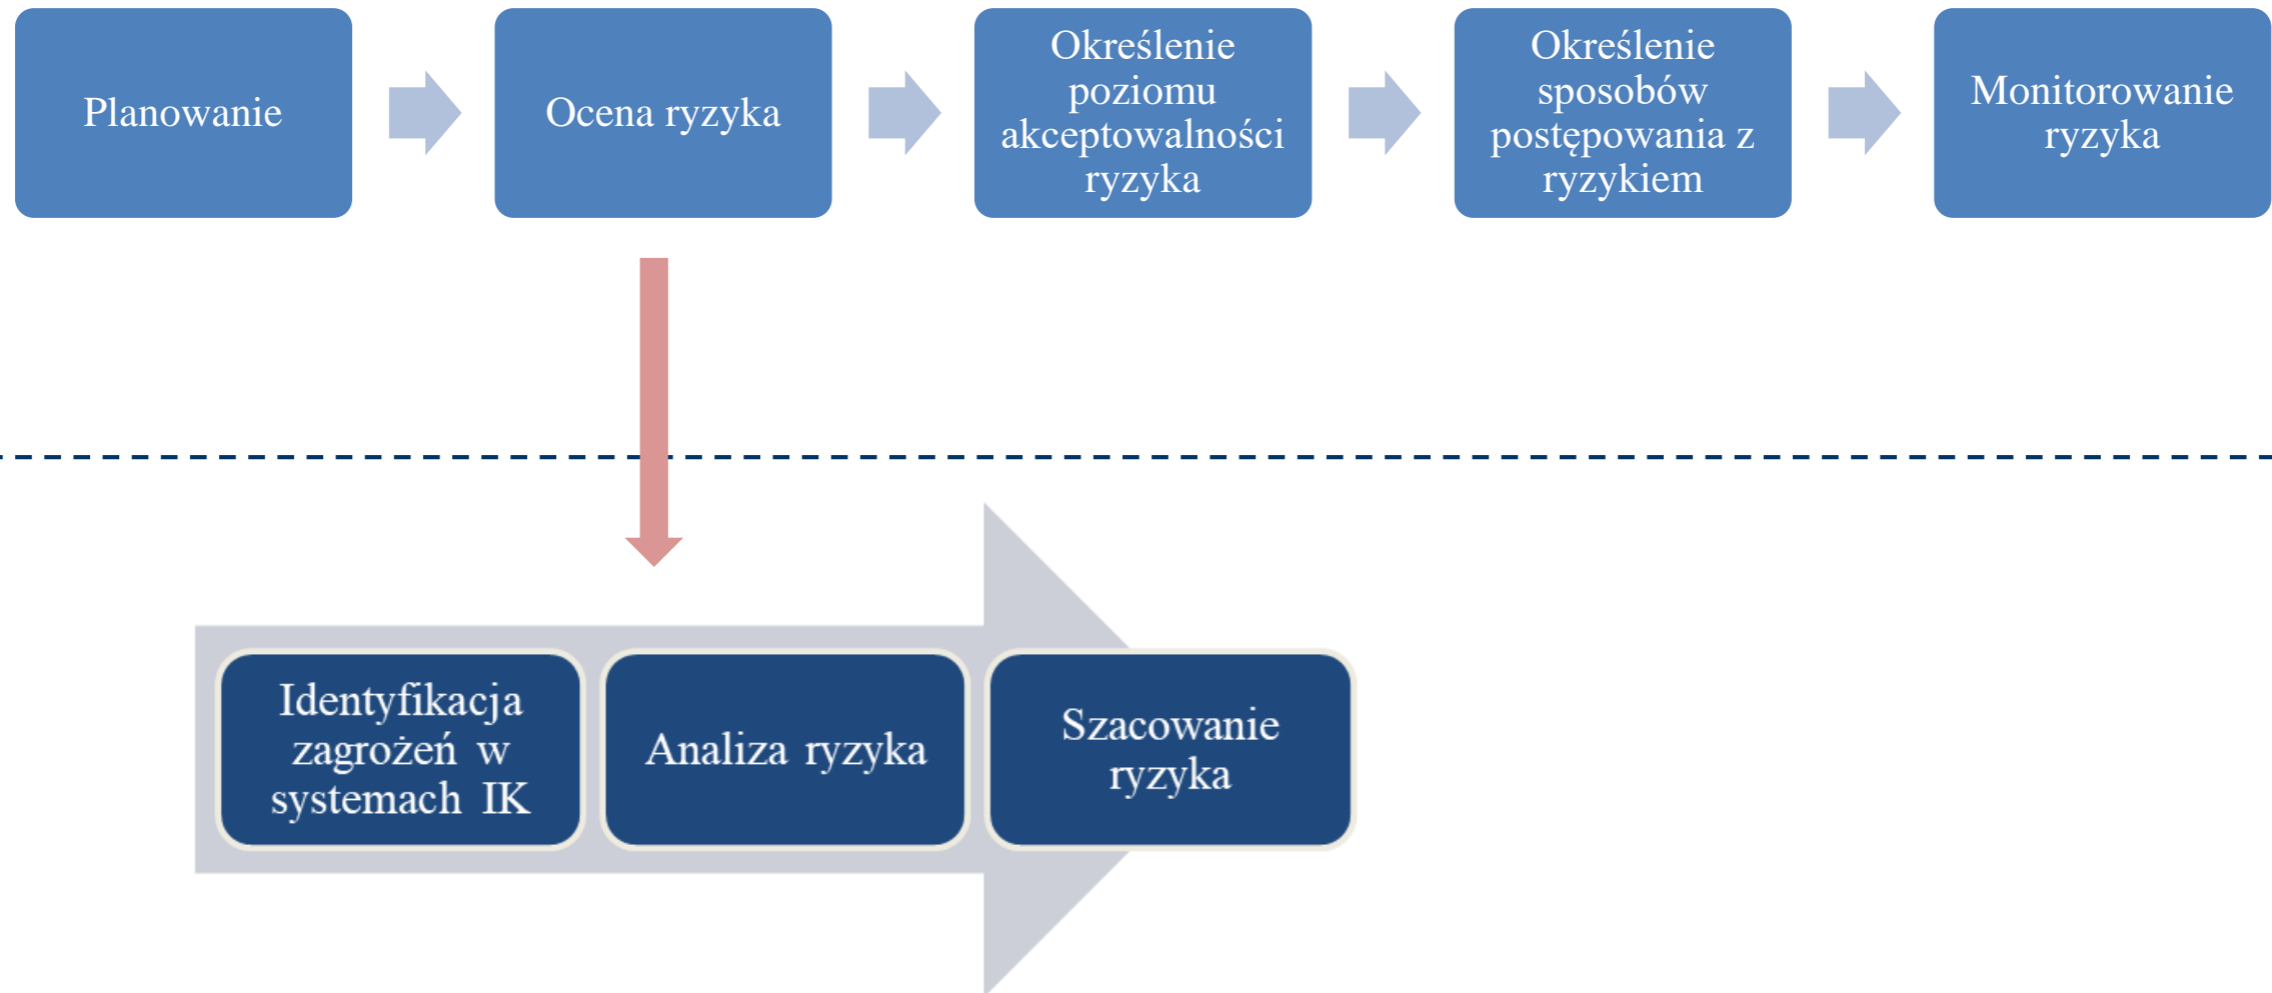 Planowanie
Ocena ryzyka
Określenie
poziomu
akceptowalności
ryzyka
Określenie
sposobów
postępowania z
ryzykiem
Monitorowanie
ryzyka
Identyfikacja
zagrożeń w
systemach IK
Analiza ryzyka
Szacowanie
ryzyka